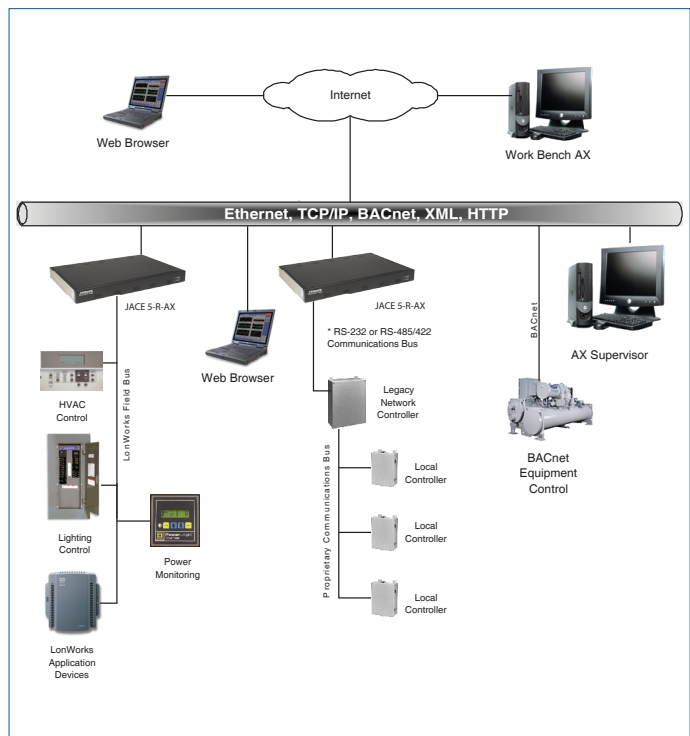 Internet
Web Browser
Work Bench AX
Ethernet, TCP/IP, BACnet, XML, HTTP
JACE 5-R-AX
JACE 5-R-AX
* RS-232 or RS-485/422
Communications Bus
Web Browser
BACnet
AX Supervisor
HVAC
Control
LonWorks Field Bus
Legacy
Network
Controller
BACnet
Equipment
Control
Lighting
Control
Power
Monitoring
Proprietary Communications Bus
Local
Controller
Local
Controller
Local
Controller
LonWorks
Application
Devices